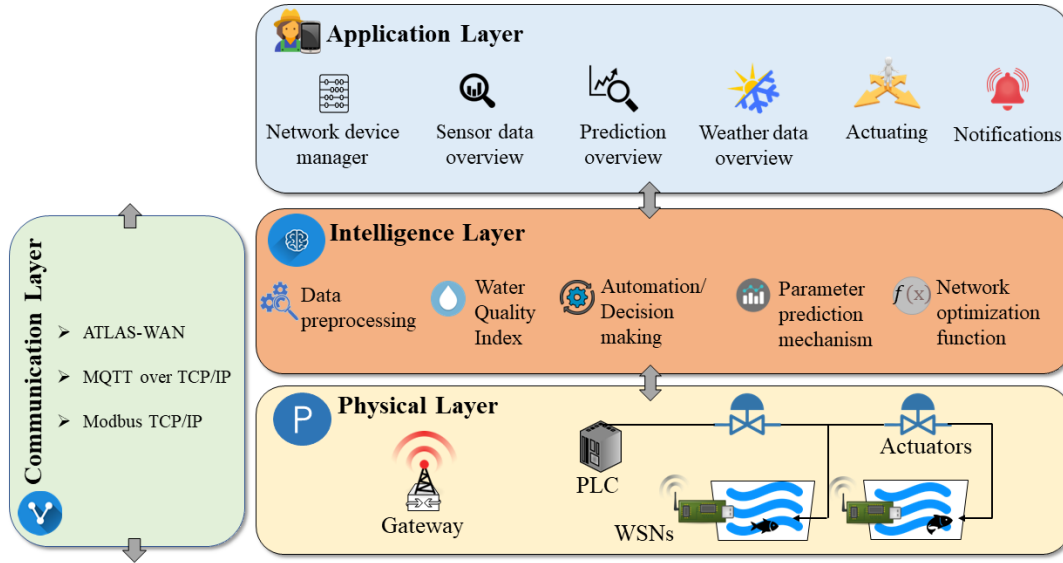 Application Layer
Network device
manager
Sensor data
overview
Prediction
overview
Weather data
overview
Actuating
Notifications
Communication Layer
➤ ATLAS-WAN
➤ MQTT over TCP/IP
➤ Modbus TCP/IP
Intelligence Layer
Data
preprocessing
Water
Quality
Index
Automation/
Decision
making
Parameter
prediction
mechanism
f(x)
Network
optimization
function
P
Physical Layer
Gateway
PLC
Actuators
WSNs